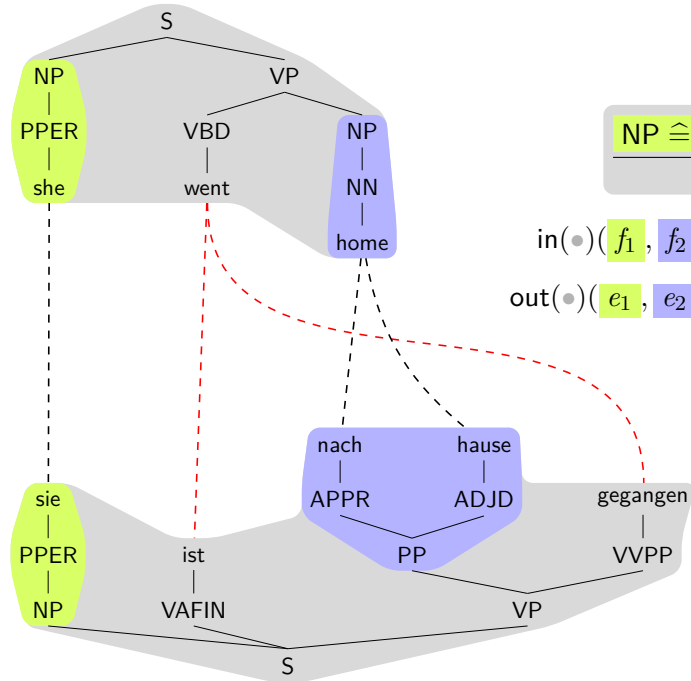 S
NP VP
PPER VBD NP
NP ≙
she went NN
home
in(•)( f₁, f₂
out(•)( e₁, e₂
nach hause
sie APPR ADJD gegangen
PPER ist PP VVPP
NP VAFIN VP
S